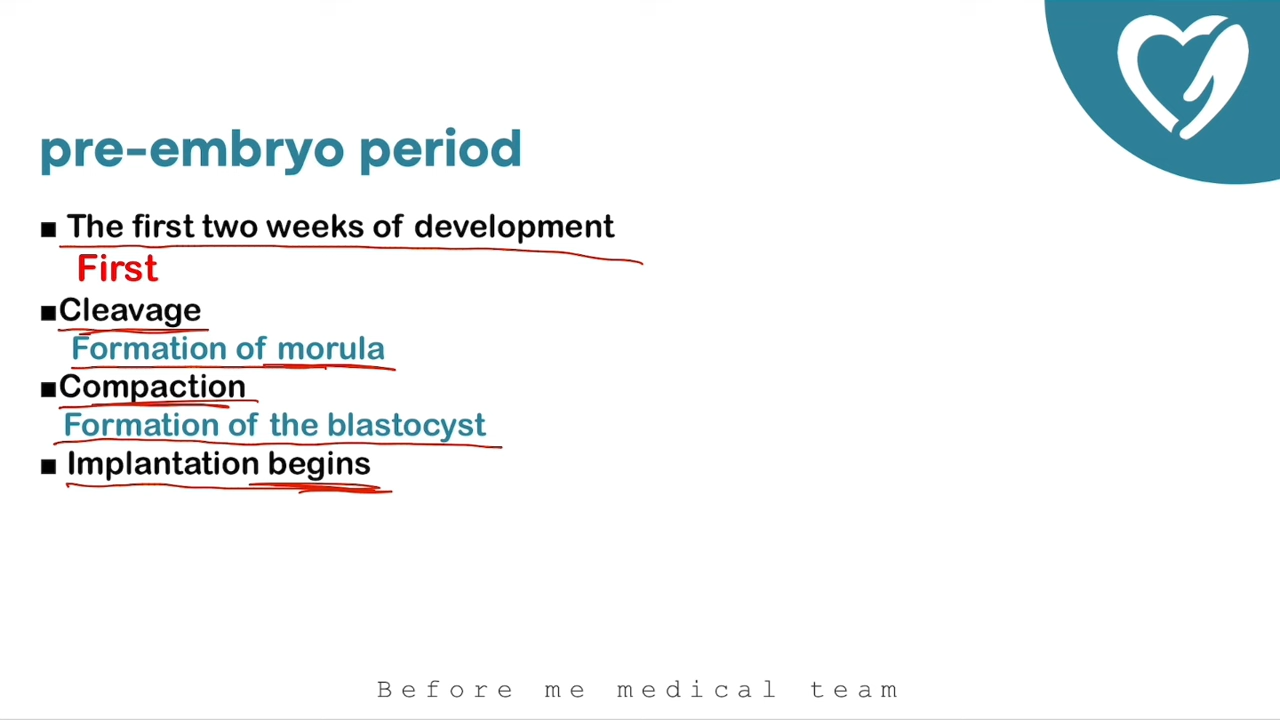 pre-embryo period
■ The first two weeks of development
First
■Cleavage
Formation of morula
■Compaction
Formation of the blastocyst
■ Implantation begins
Before me medical team